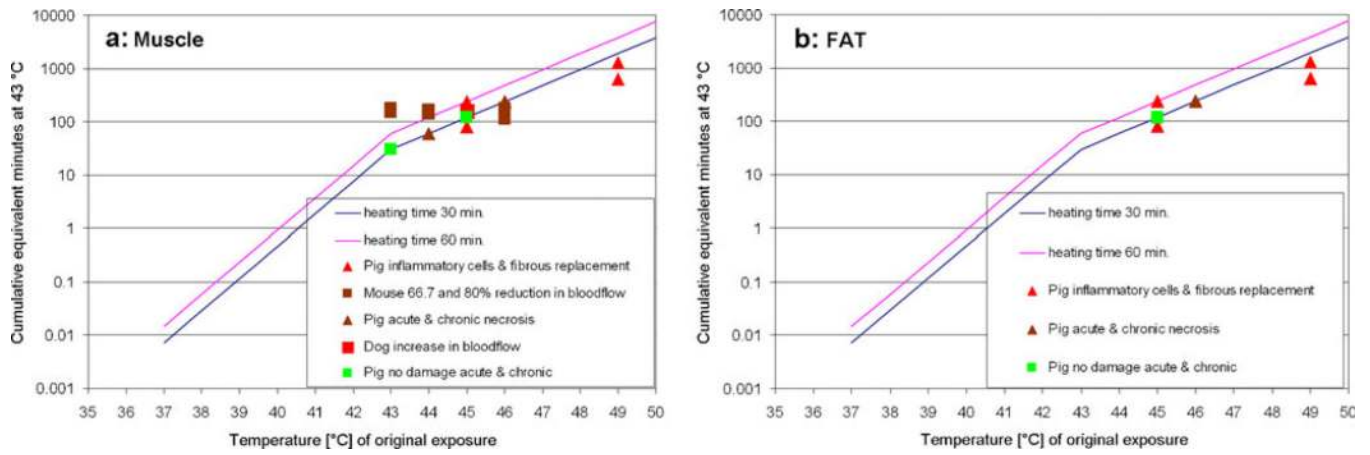 a: Muscle
Cumulative equivalent minutes at 43 °C
10000
1000
100
10
1
0.1
0.01
0.001
35 36 37 38 39 40 41 42 43 44 45 46 47 48 49 50
Temperature [°C] of original exposure
heating time 30 min.
heating time 60 min.
Pig inflammatory cells & fibrous replacement
Mouse 66.7 and 80% reduction in bloodflow
Pig acute & chronic necrosis
Dog increase in bloodflow
Pig no damage acute & chronic
b: FAT
Cumulative equivalent minutes at 43 °C
10000
1000
100
10
1
0.1
0.01
0.001
35 36 37 38 39 40 41 42 43 44 45 46 47 48 49 50
Temperature [°C] of original exposure
heating time 30 min.
heating time 60 min.
Pig inflammatory cells & fibrous replacement
Pig acute & chronic necrosis
Pig no damage acute & chronic